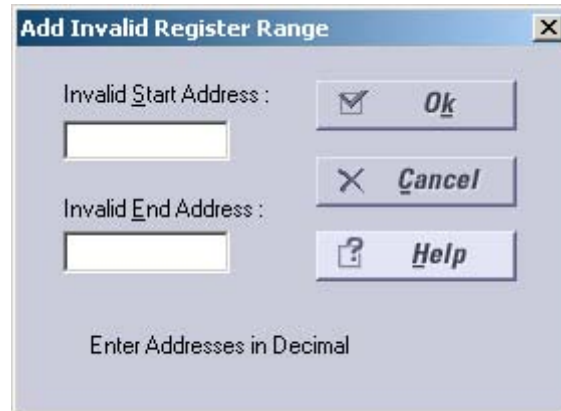 Add Invalid Register Range
Invalid Start Address :
Ok
Cancel
Invalid End Address :
Help
Enter Addresses in Decimal